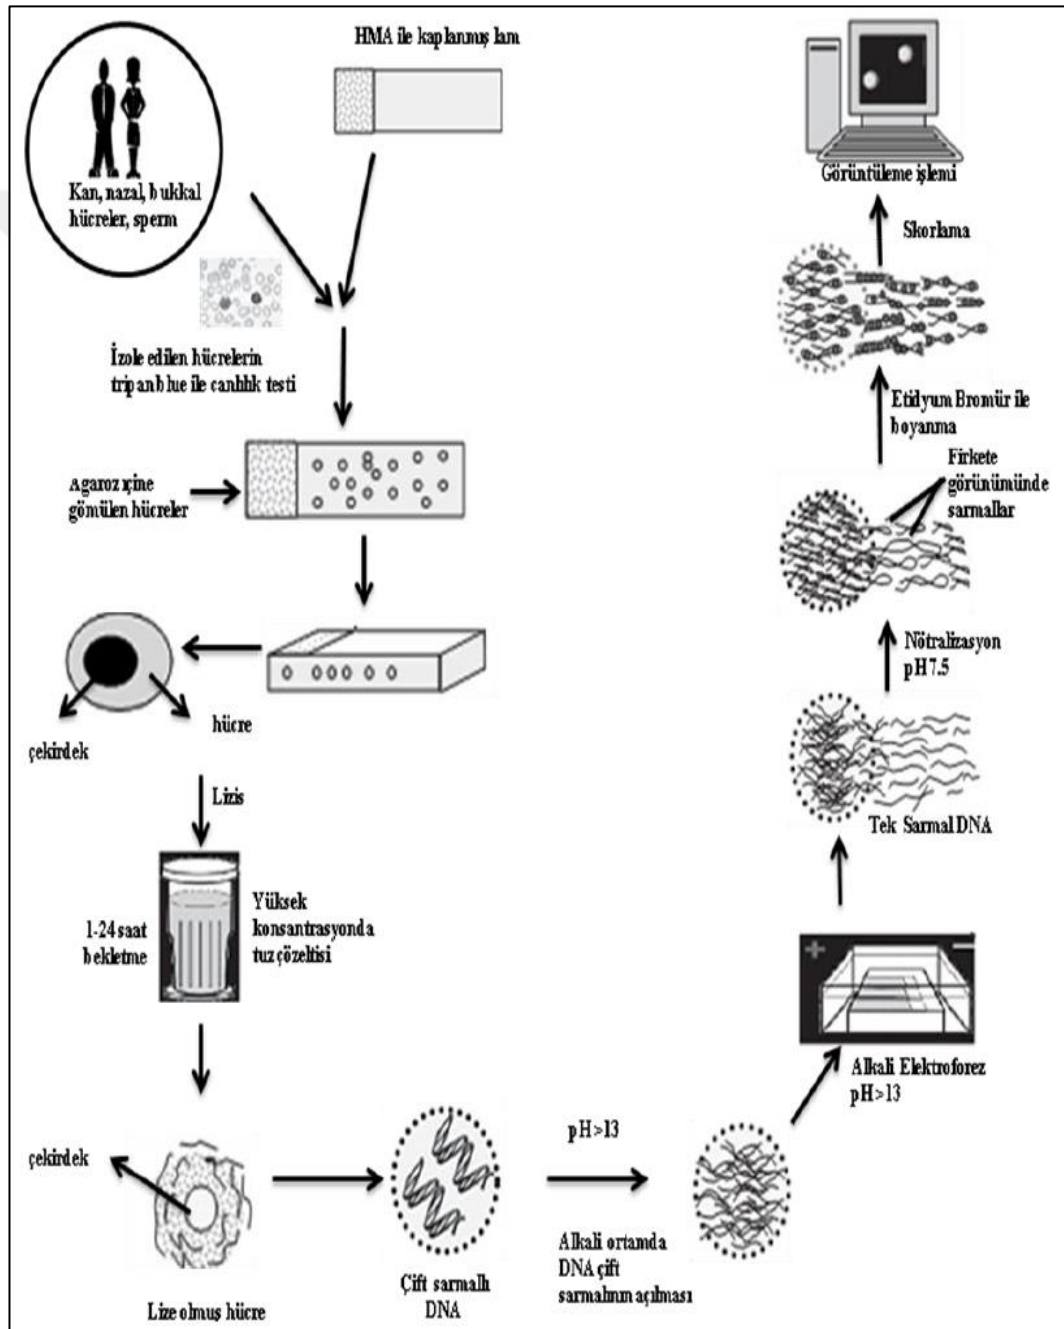 HMA ile kaplanmış lam
Kan, nazal, bukkal
hücreler, sperm
İzole edilen hücrelerin
tripan blue ile canlılık testi
Agaroz içine
gömülen hücreler
hücre
çekirdek
Lizis
1-24 saat
bekletme
Yüksek
konsantrasyonda
tuz çözeltisi
çekirdek
Lize olmuş hücre
Çift sarmallı
DNA
pH>13
Alkali ortamda
DNA çift
sarmalının açılması
+
Alkali Elektroforez
pH>13
Tek Sarmal DNA
Nötralizasyon
pH 7.5
Firkete
görünümünde
sarmallar
Etidyum Bromür ile
boyanma
Skorlama
Görüntüleme işlemi